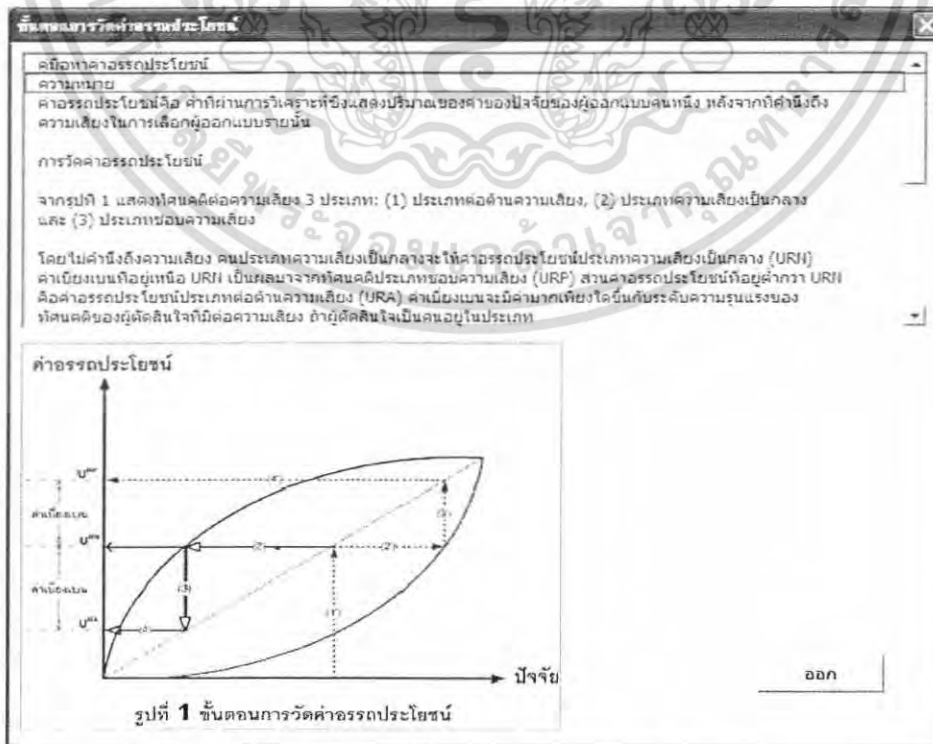 ขั้นตอนการวัดค่าอรรถประโยชน์
คู่มือหาค่าอรรถประโยชน์
ความหมาย
ค่าอรรถประโยชน์คือ ค่าที่ผ่านการวิเคราะห์ซึ่งแสดงปริมาณของค่าของปัจจัยของผู้ออกแบบคนหนึ่ง หลังจากที่คำนึงถึง
ความเสี่ยงในการเลือกผู้ออกแบบรายนั้น
การวัดค่าอรรถประโยชน์
จากรูปที่ 1 แสดงทัศนคติต่อความเสี่ยง 3 ประเภท: (1) ประเภทต่อต้านความเสี่ยง, (2) ประเภทความเสี่ยงเป็นกลาง
และ (3) ประเภทชอบความเสี่ยง
โดยไม่คำนึงถึงความเสี่ยง คนประเภทความเสี่ยงเป็นกลางจะให้ค่าอรรถประโยชน์ประเภทความเสี่ยงเป็นกลาง (URN)
ค่าเบี่ยงเบนที่อยู่เหนือ URN เป็นผลมาจากทัศนคติประเภทชอบความเสี่ยง (URP) ส่วนค่าอรรถประโยชน์ที่อยู่ต่ำกว่า URN
คือค่าอรรถประโยชน์ประเภทต่อต้านความเสี่ยง (URA) ค่าเบี่ยงเบนจะมีค่ามากเพียงใดขึ้นกับระดับความรุนแรงของ
ทัศนคติของผู้ตัดสินใจที่มีต่อความเสี่ยง ถ้าผู้ตัดสินใจเป็นคนอยู่ในประเภท
ค่าอรรถประโยชน์
ค่าเบี่ยงเบน
ค่าเบี่ยงเบน
(2)
(3)
ปัจจัย
รูปที่ 1 ขั้นตอนการวัดค่าอรรถประโยชน์
ออก
พระจอมเกล้าเจ้าคุณทหาร